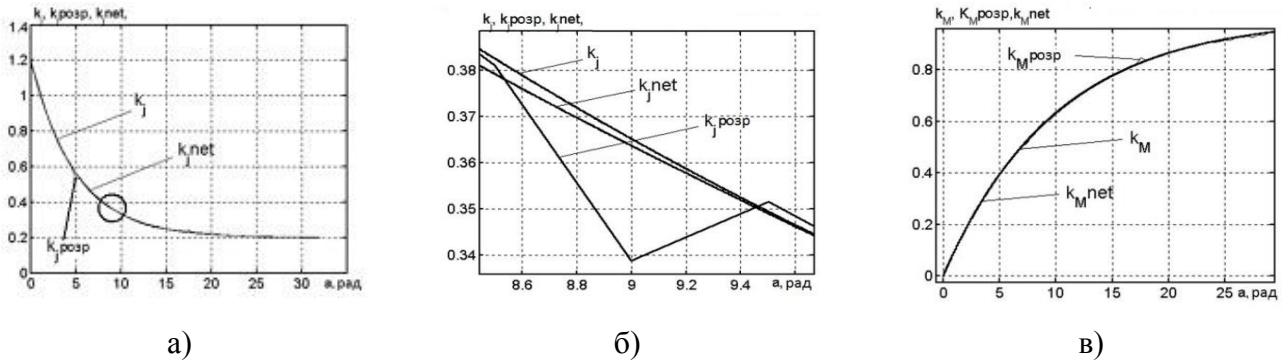 k_j, k_jрозр, k_jnet,
1.4
1.2
1
0.8
0.6
0.4
0.2
0
k_j
k_jnet
k_jрозр
0 5 10 15 20 25 30
a, рад
а)
k_j, k_jрозр, k_jnet,
0.38
0.37
0.36
0.35
0.34
k_j
k_jnet
k_jрозр
8.6 8.8 9 9.2 9.4
a, рад
б)
k_M, K_Mрозр,k_Mnet
0.8
0.6
0.4
0.2
0
k_Mрозр
k_M
k_Mnet
0 5 10 15 20 25
a, рад
в)